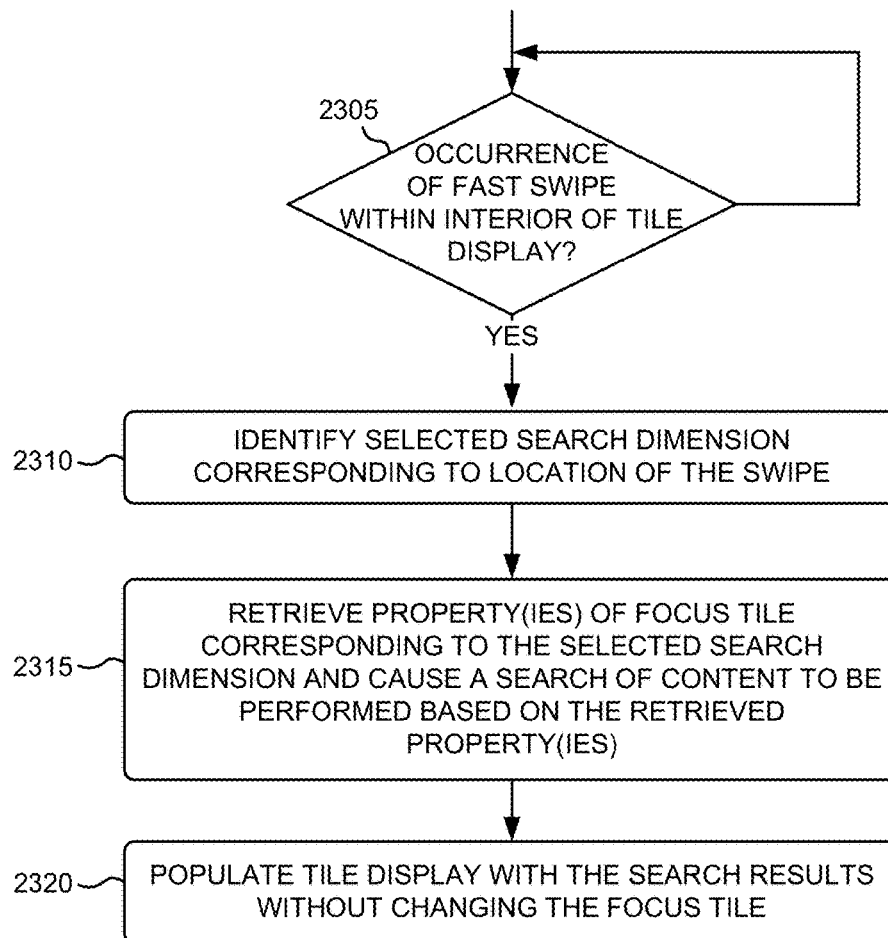 2305
OCCURRENCE
OF FAST SWIPE
WITHIN INTERIOR OF TILE
DISPLAY?
YES
2310
IDENTIFY SELECTED SEARCH DIMENSION
CORRESPONDING TO LOCATION OF THE SWIPE
2315
RETRIEVE PROPERTY(IES) OF FOCUS TILE
CORRESPONDING TO THE SELECTED SEARCH
DIMENSION AND CAUSE A SEARCH OF CONTENT TO BE
PERFORMED BASED ON THE RETRIEVED
PROPERTY(IES)
2320
POPULATE TILE DISPLAY WITH THE SEARCH RESULTS
WITHOUT CHANGING THE FOCUS TILE